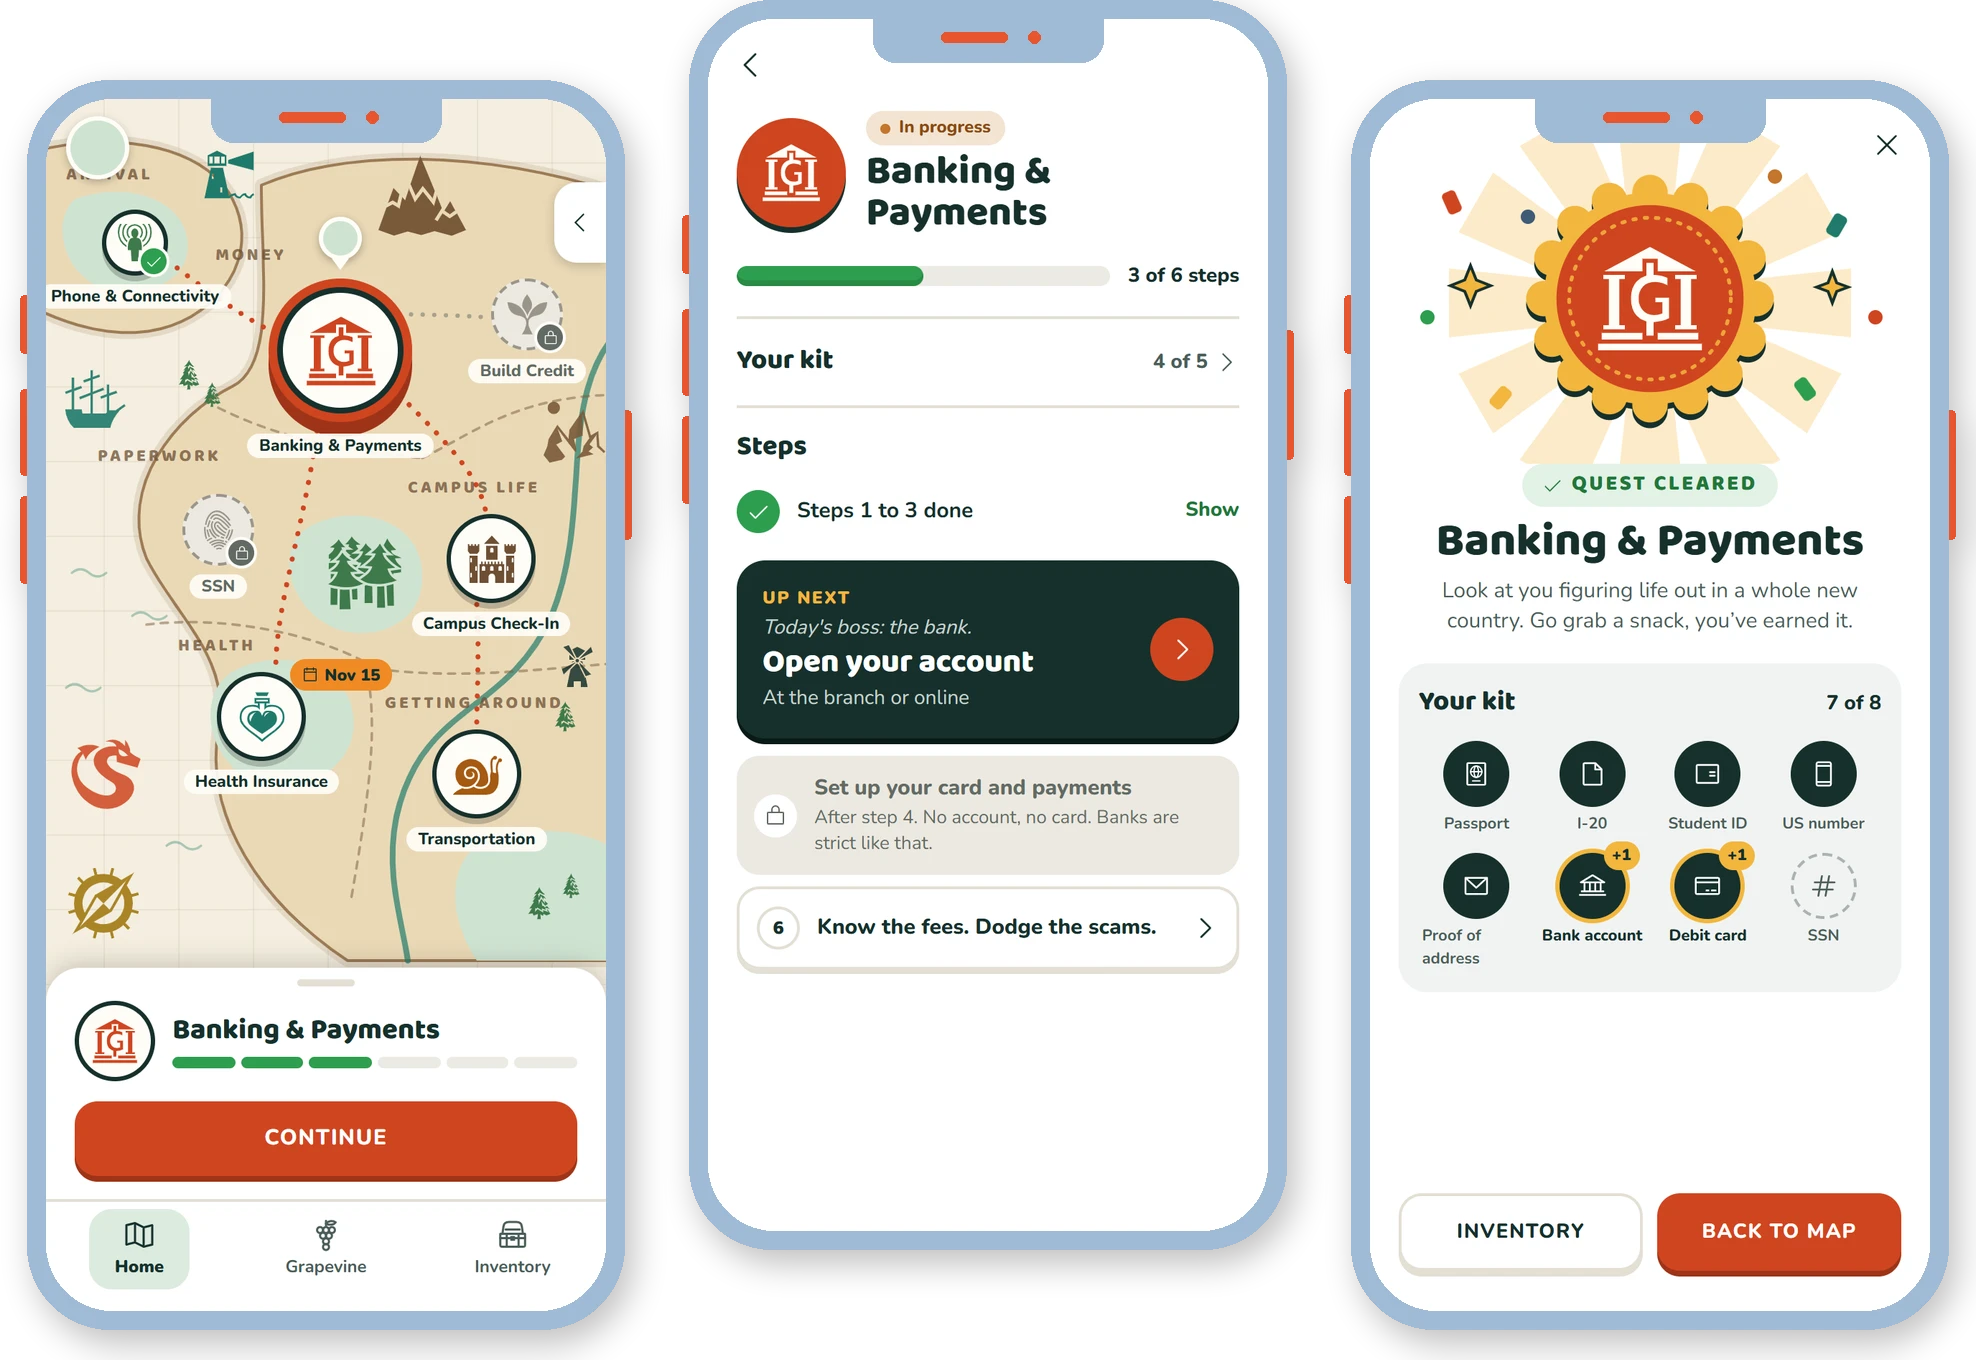 MONEY
Phone & Connectivity
Build Credit
Banking & Payments
PAPERWORK
CAMPUS LIFE
SSN
Campus Check-In
HEALTH
Nov 15
GETTING AROUND
Health Insurance
Transportation
Banking & Payments
CONTINUE
Home
Grapevine
Inventory
In progress
Banking &
Payments
3 of 6 steps
Your kit
4 of 5
Steps
Steps 1 to 3 done
Show
UP NEXT
Today's boss: the bank.
Open your account
At the branch or online
Set up your card and payments
After step 4. No account, no card. Banks are
strict like that.
6
Know the fees. Dodge the scams.
QUEST CLEARED
Banking & Payments
Look at you figuring life out in a whole new
country. Go grab a snack, you’ve earned it.
Your kit
7 of 8
Passport
I-20
Student ID
US number
+1
+1
Proof of
address
Bank account
Debit card
SSN
INVENTORY
BACK TO MAP